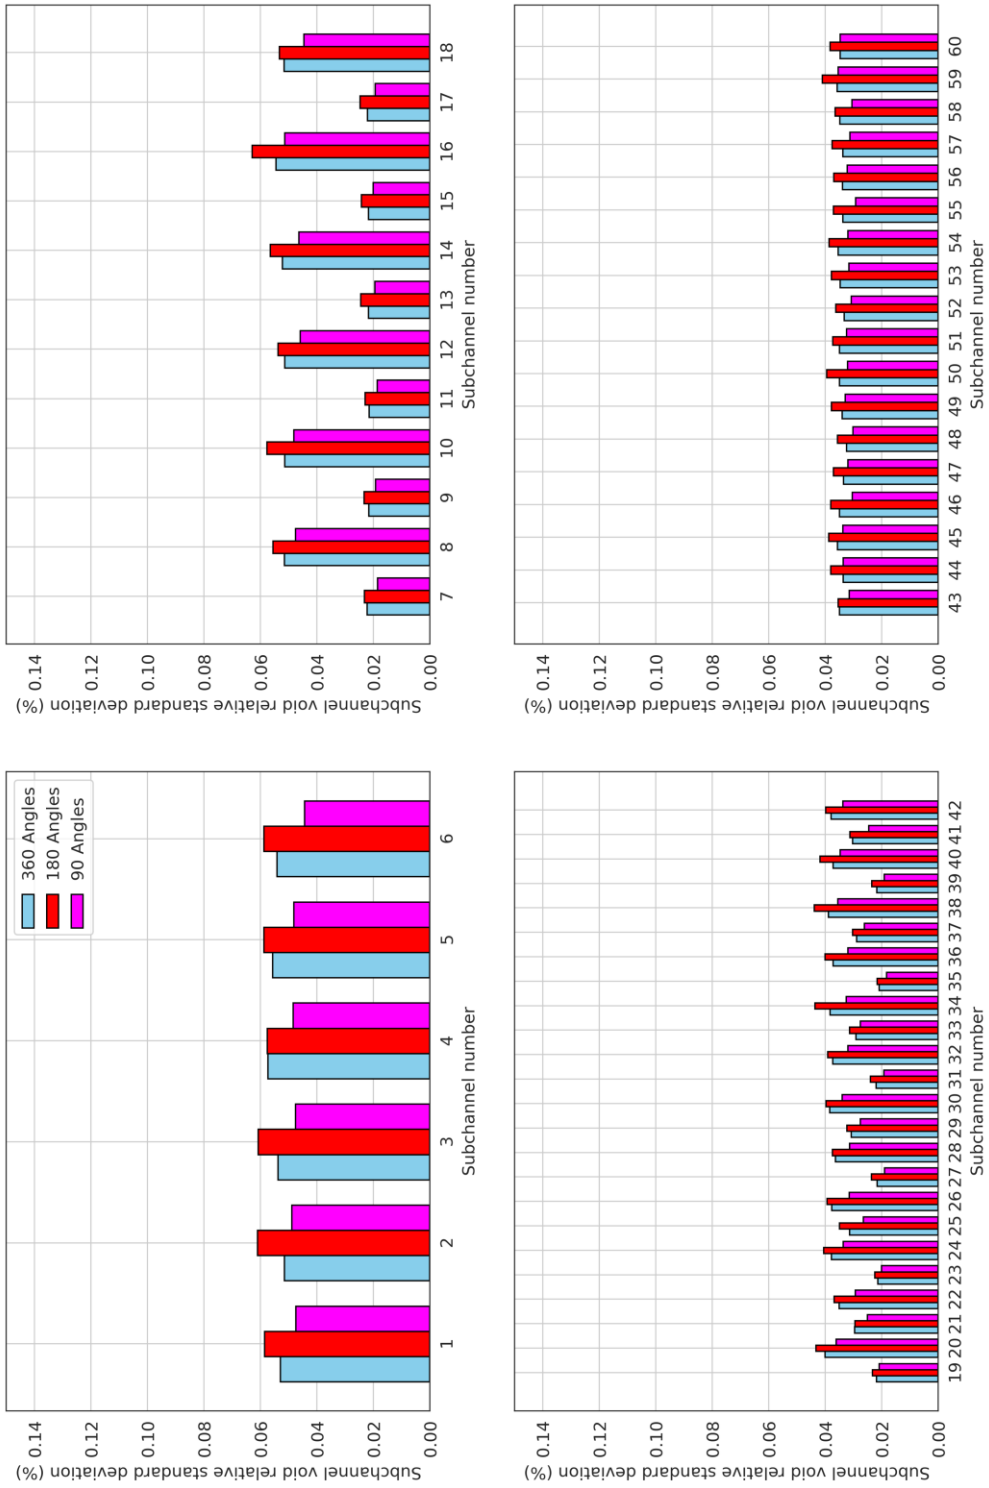 360 Angles
180 Angles
90 Angles
Subchannel void relative standard deviation (%)
0.14
0.12
0.10
0.08
0.06
0.04
0.02
0.00
1 2 3 4 5 6
Subchannel number
Subchannel void relative standard deviation (%)
0.14
0.12
0.10
0.08
0.06
0.04
0.02
0.00
7 8 9 10 11 12 13 14 15 16 17 18
Subchannel number
Subchannel void relative standard deviation (%)
0.14
0.12
0.10
0.08
0.06
0.04
0.02
0.00
19 20 21 22 23 24 25 26 27 28 29 30 31 32 33 34 35 36 37 38 39 40 41 42
Subchannel number
Subchannel void relative standard deviation (%)
0.14
0.12
0.10
0.08
0.06
0.04
0.02
0.00
43 44 45 46 47 48 49 50 51 52 53 54 55 56 57 58 59 60
Subchannel number